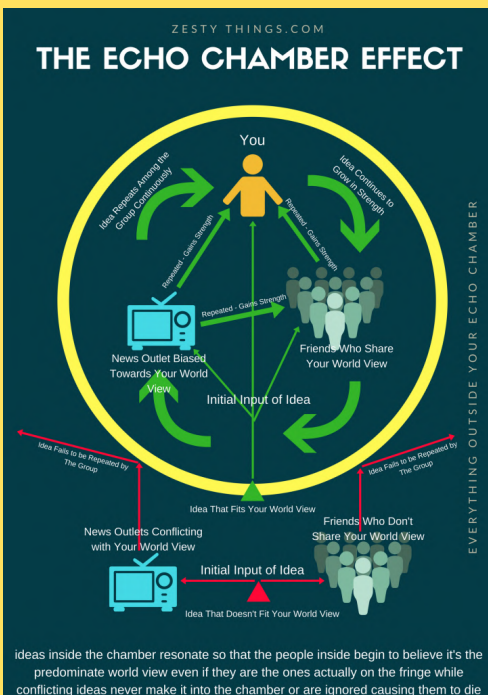 ZESTY THINGS.COM
THE ECHO CHAMBER EFFECT
You
Idea Repeats Among the
Group Continuously
Idea Continues to
Grow in Strength
Repeated - Gains Strength
Repeated - Gains Strength
Repeated - Gains Strength
News Outlet Biased
Towards Your World
View
Friends Who Share
Your World View
Initial Input of Idea
EVERYTHING OUTSIDE YOUR ECHO CHAMBER
Idea Fails to be Repeated by
The Group
Idea Fails to be Repeated by
The Group
Idea That Fits Your World View
News Outlets Conflicting
with Your World View
Friends Who Don't
Share Your World View
Initial Input of Idea
Idea That Doesn't Fit Your World View
ideas inside the chamber resonate so that the people inside begin to believe it's the
predominate world view even if they are the ones actually on the fringe while
conflicting ideas never make it into the chamber or are ignored causing them to die